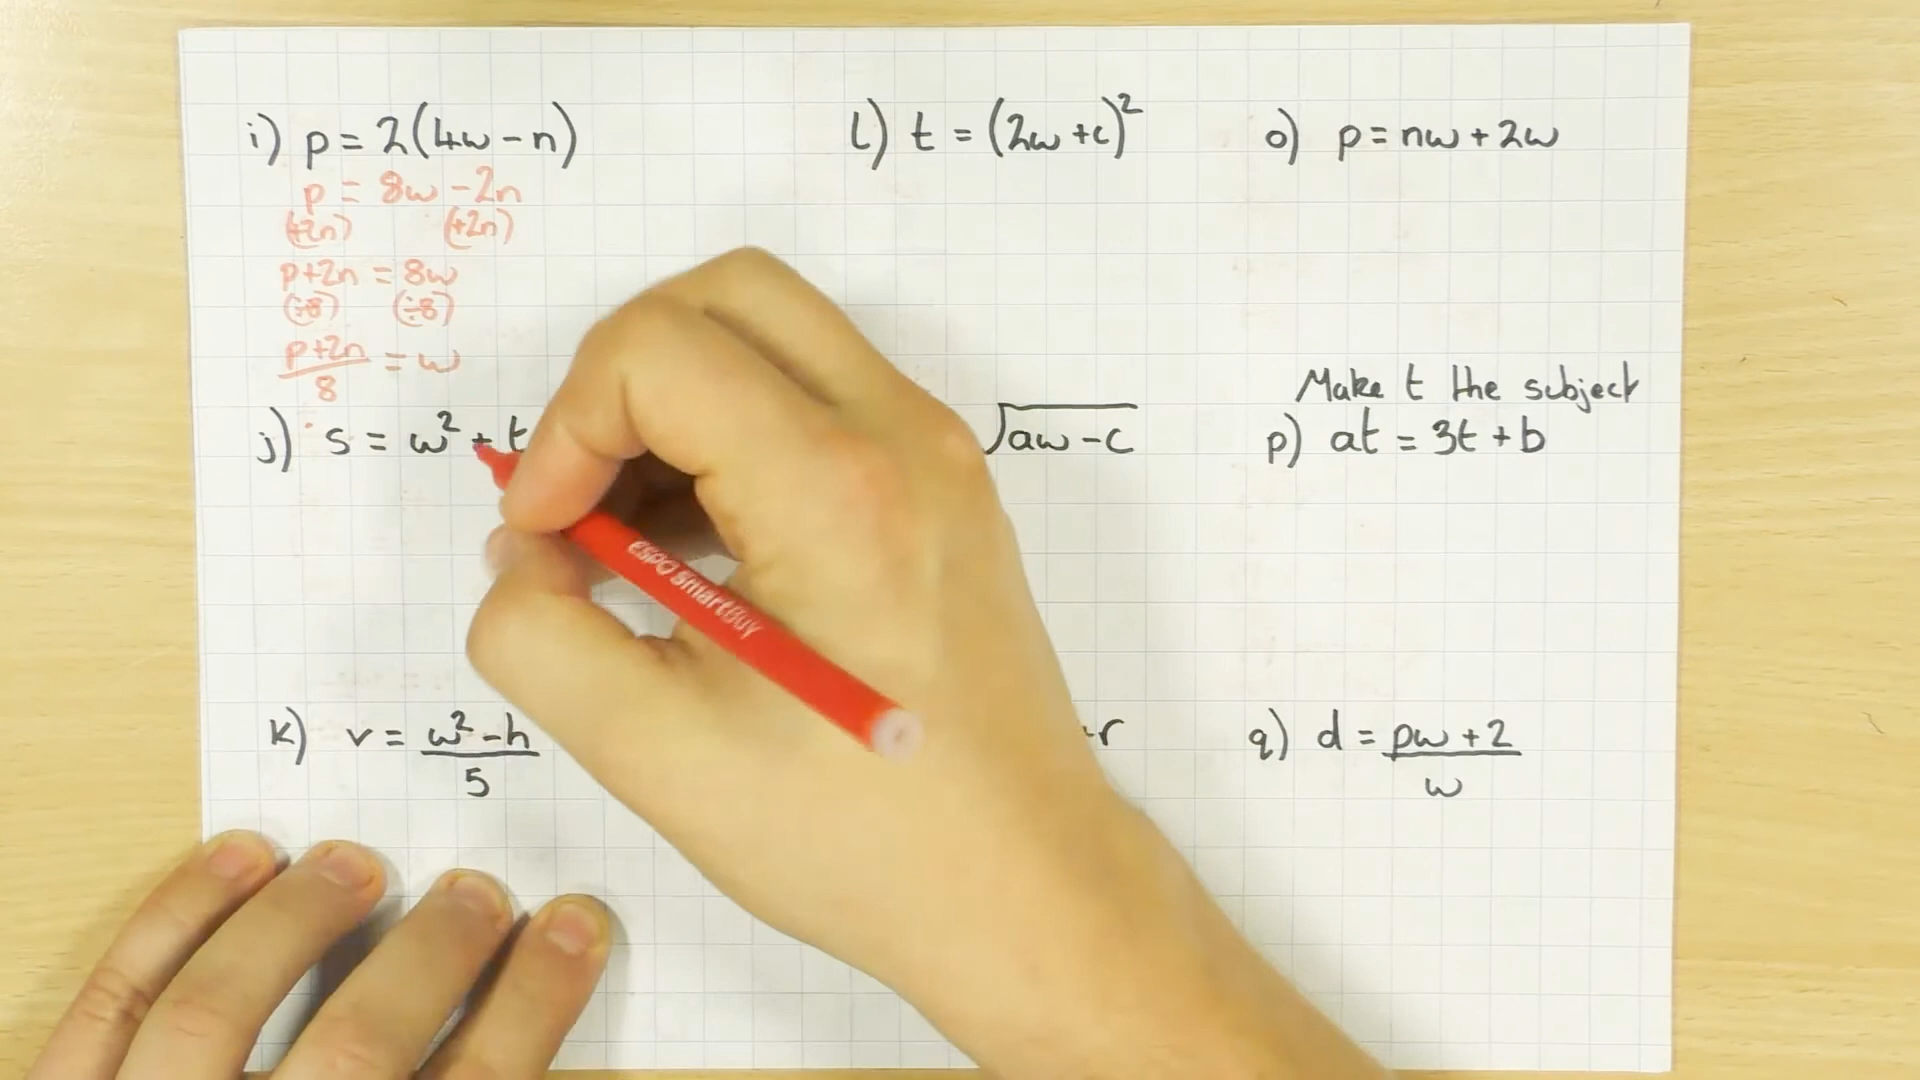 i) p = 2(4w - n)
p = 8w - 2n
(+2n) (+2n)
p+2n = 8w
(÷8) (÷8)
p+2n = w
8
j) s = w² + t
k) v = w² - h
5
l) t = (2w + c)²
√aw - c
-r
o) p = nw + 2w
Make t the subject
p) at = 3t + b
q) d = pw + 2
w
ESPO smartBUY